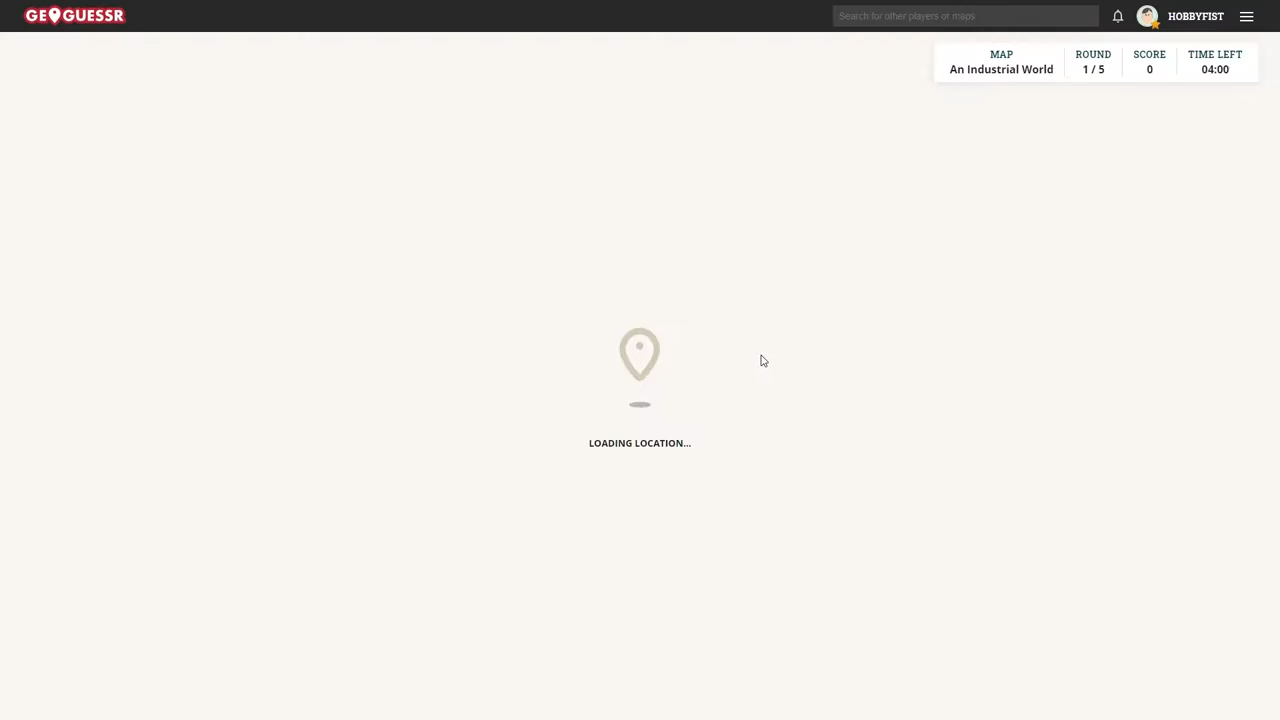 GEOGUESSR
Search for other players or maps
HOBBYFIST
MAP
An Industrial World
ROUND
1 / 5
SCORE
0
TIME LEFT
04:00
LOADING LOCATION...